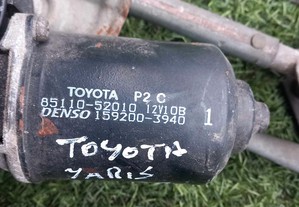 TOYOTA P2 C
85110-52010 12V10B
DENSO 159200-3940 1
TOYOTA
YARIS